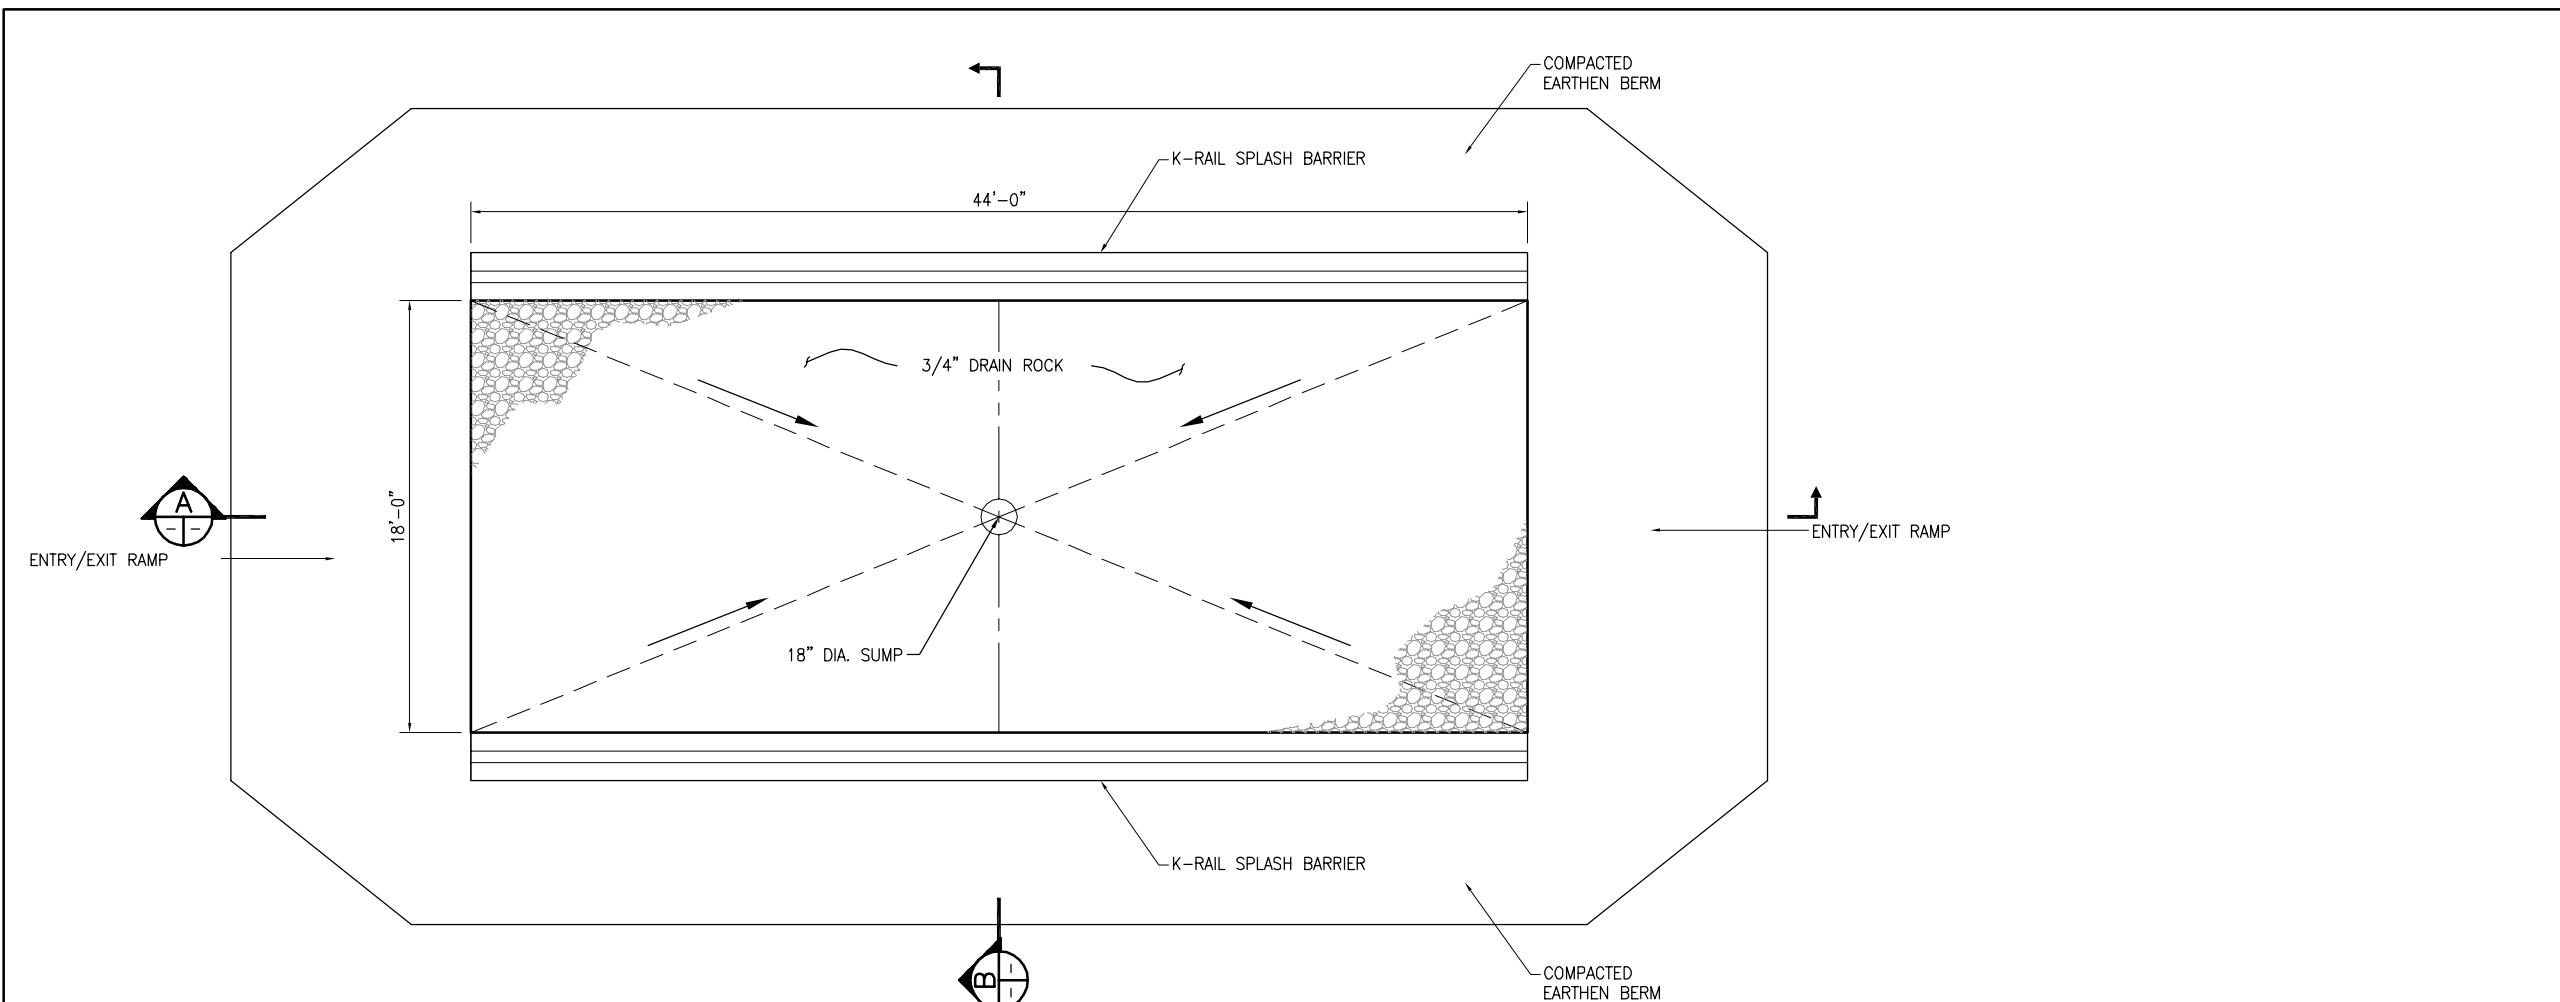 COMPACTED
EARTHEN BERM
K-RAIL SPLASH BARRIER
44'-0"
3/4" DRAIN ROCK
A
18'-0"
ENTRY/EXIT RAMP
ENTRY/EXIT RAMP
18" DIA. SUMP
K-RAIL SPLASH BARRIER
B
COMPACTED
EARTHEN BERM